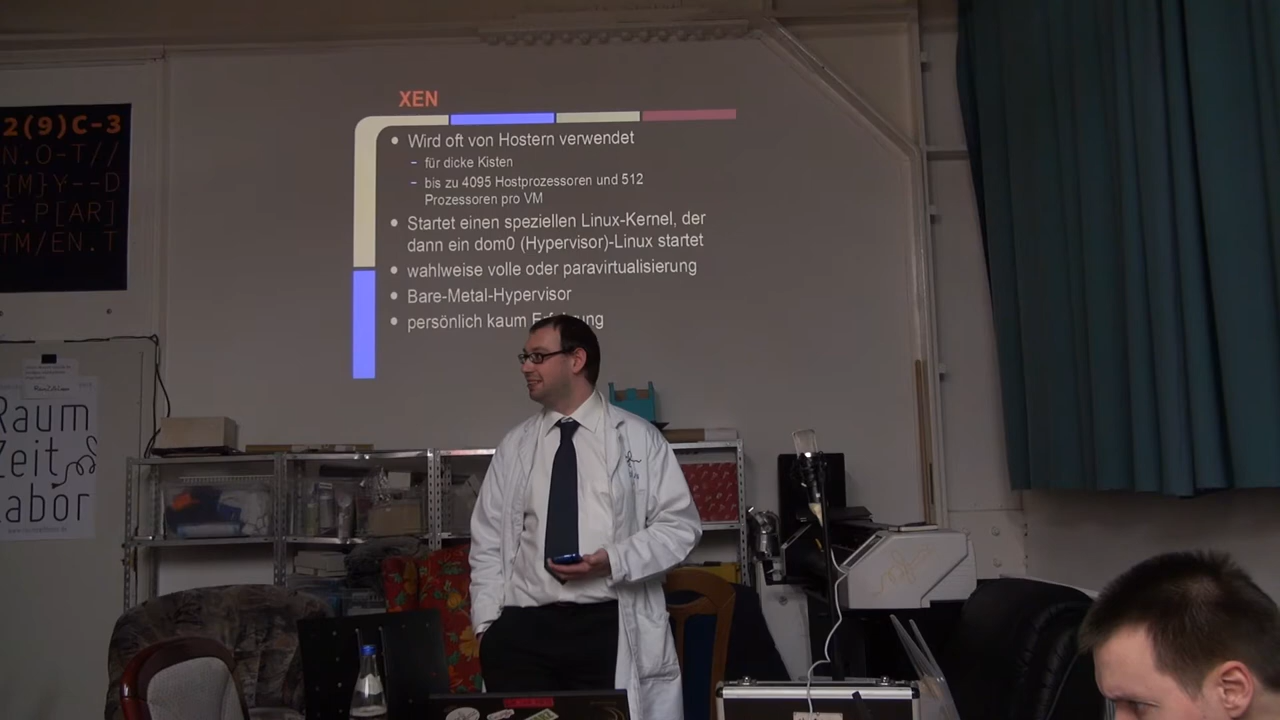 XEN
Wird oft von Hostern verwendet
für dicke Kisten
bis zu 4095 Hostprozessoren und 512
Prozessoren pro VM
Startet einen speziellen Linux-Kernel, der
dann ein dom0 (Hypervisor)-Linux startet
wahlweise volle oder paravirtualisierung
Bare-Metal-Hypervisor
persönlich kaum
2(9)C-3
N.O-T//
{M}Y--D
E.P[AR]
TM/EN.T
Raum
Zeit
Labor